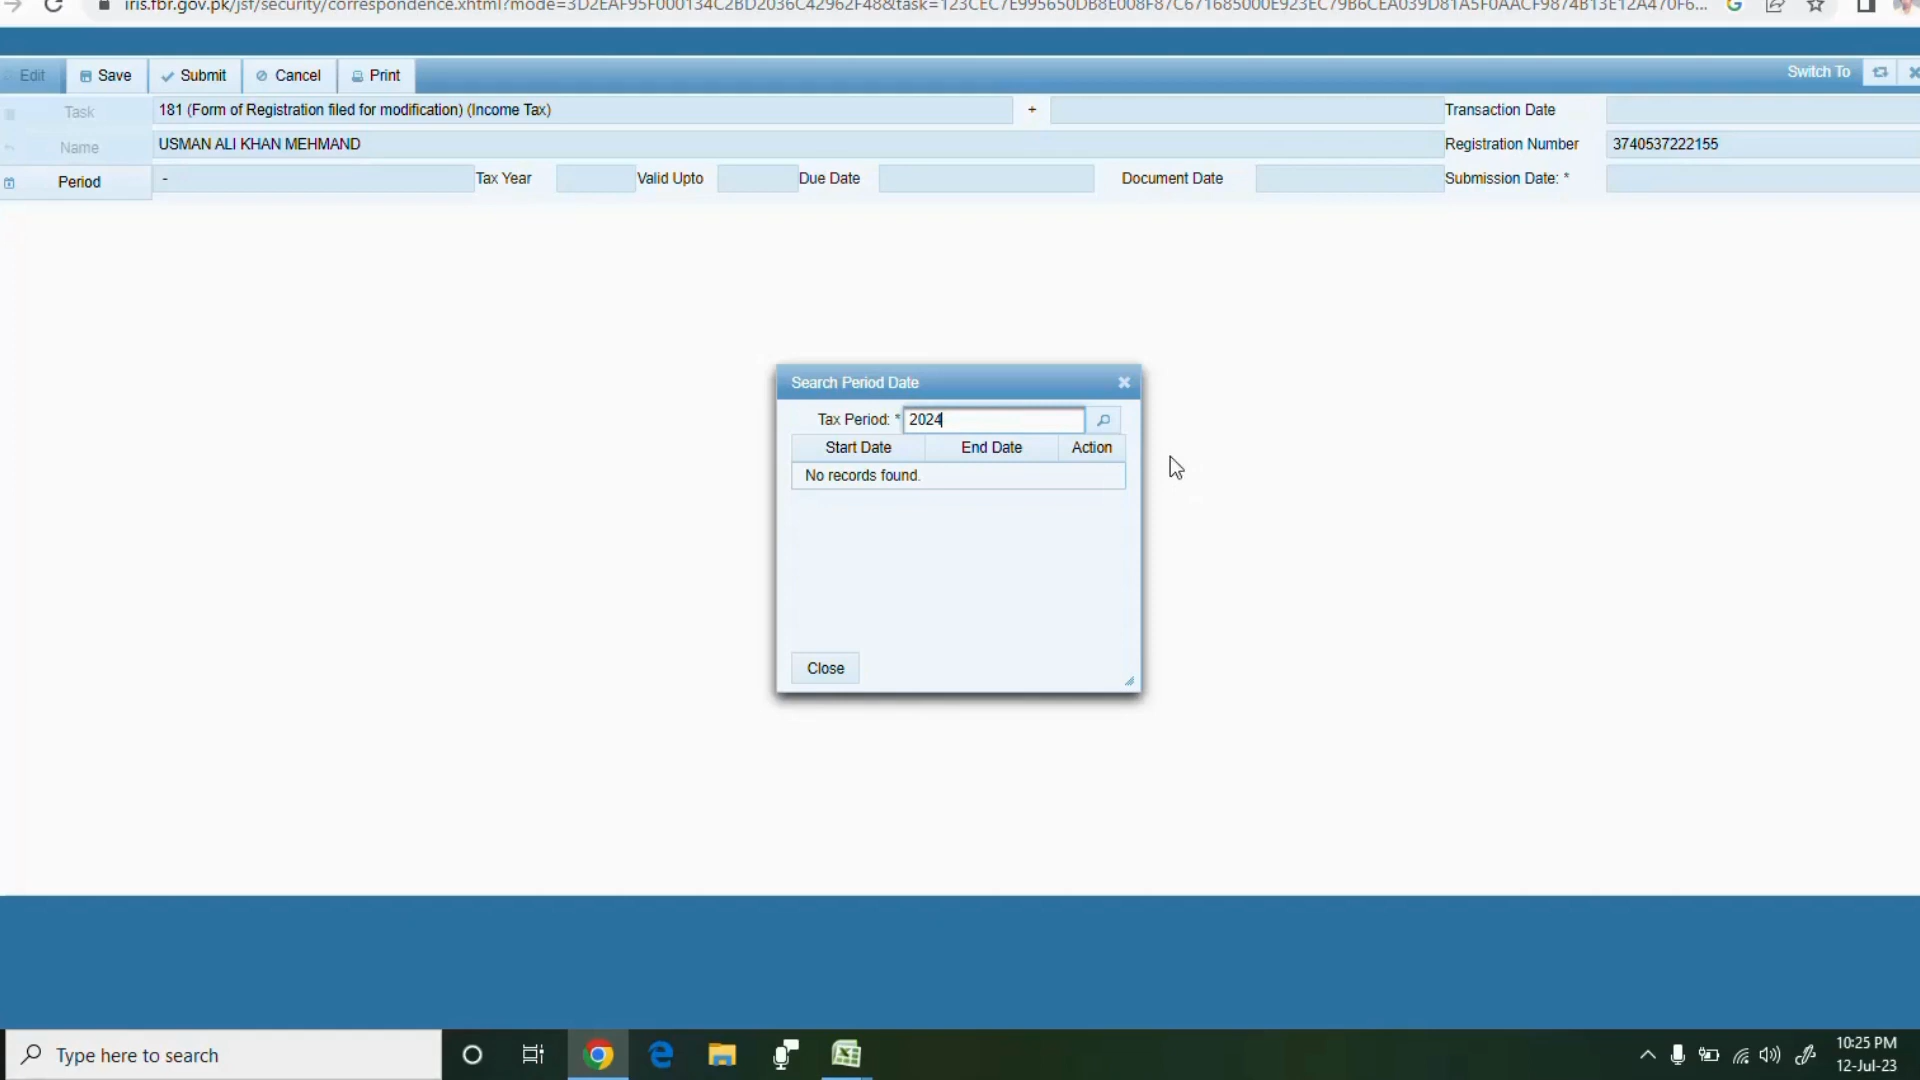 iris.fbr.gov.pk/jsf/security/correspondence.xhtml?mode=3D2EAF95F000134C2BD2036C42962F48&task=123CEC7E995650DB8E008F87C671685000E923EC79B6CEA039D81A5F0AACF9874B13E12A470F6...
Edit Save Submit Cancel Print Switch To
Task 181 (Form of Registration filed for modification) (Income Tax) + Transaction Date
Name USMAN ALI KHAN MEHMAND Registration Number 3740537222155
Period - Tax Year Valid Upto Due Date Document Date Submission Date: *
Search Period Date
Tax Period: * 2024
Start Date End Date Action
No records found.
Close
Type here to search
10:25 PM
12-Jul-23